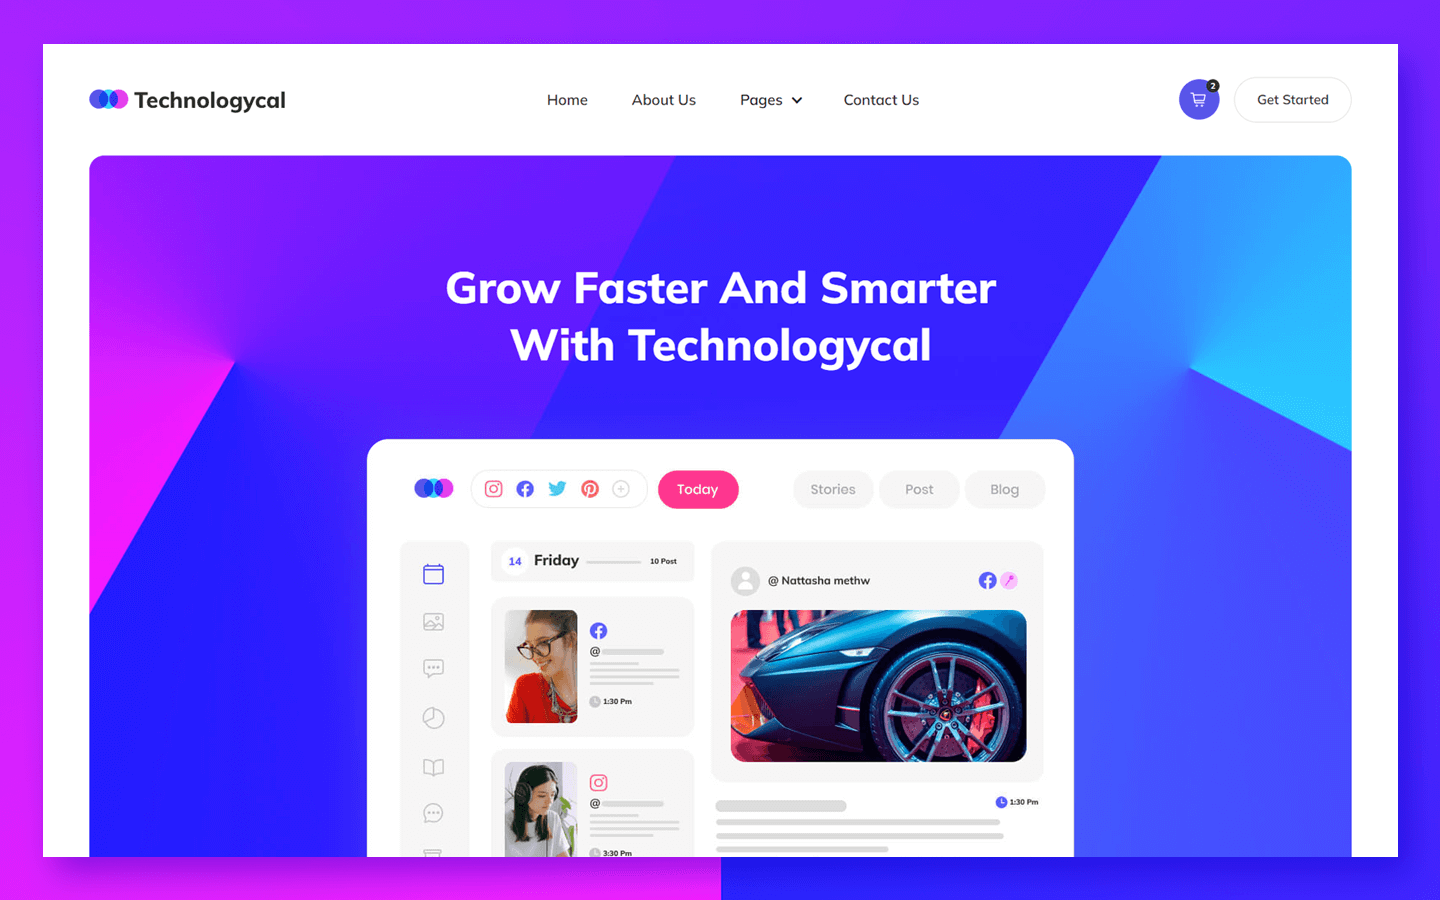 Technologycal
Home
About Us
Pages
Contact Us
2
Get Started
Grow Faster And Smarter
With Technologycal
Today
Stories
Post
Blog
14
Friday
10 Post
@
1:30 Pm
@
3:30 Pm
@ Nattasha methw
1:30 Pm